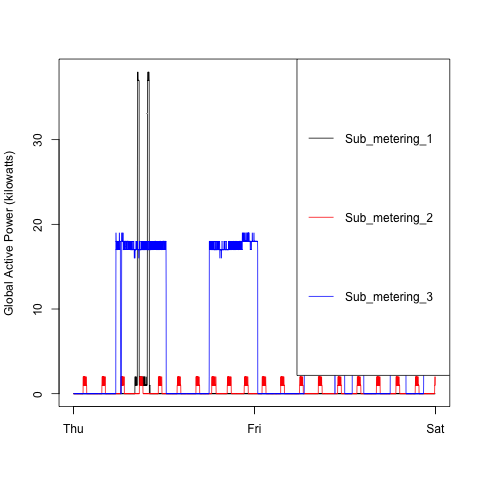 Global Active Power (kilowatts)
30
20
10
0
Thu
Fri
Sat
Sub_metering_1
Sub_metering_2
Sub_metering_3